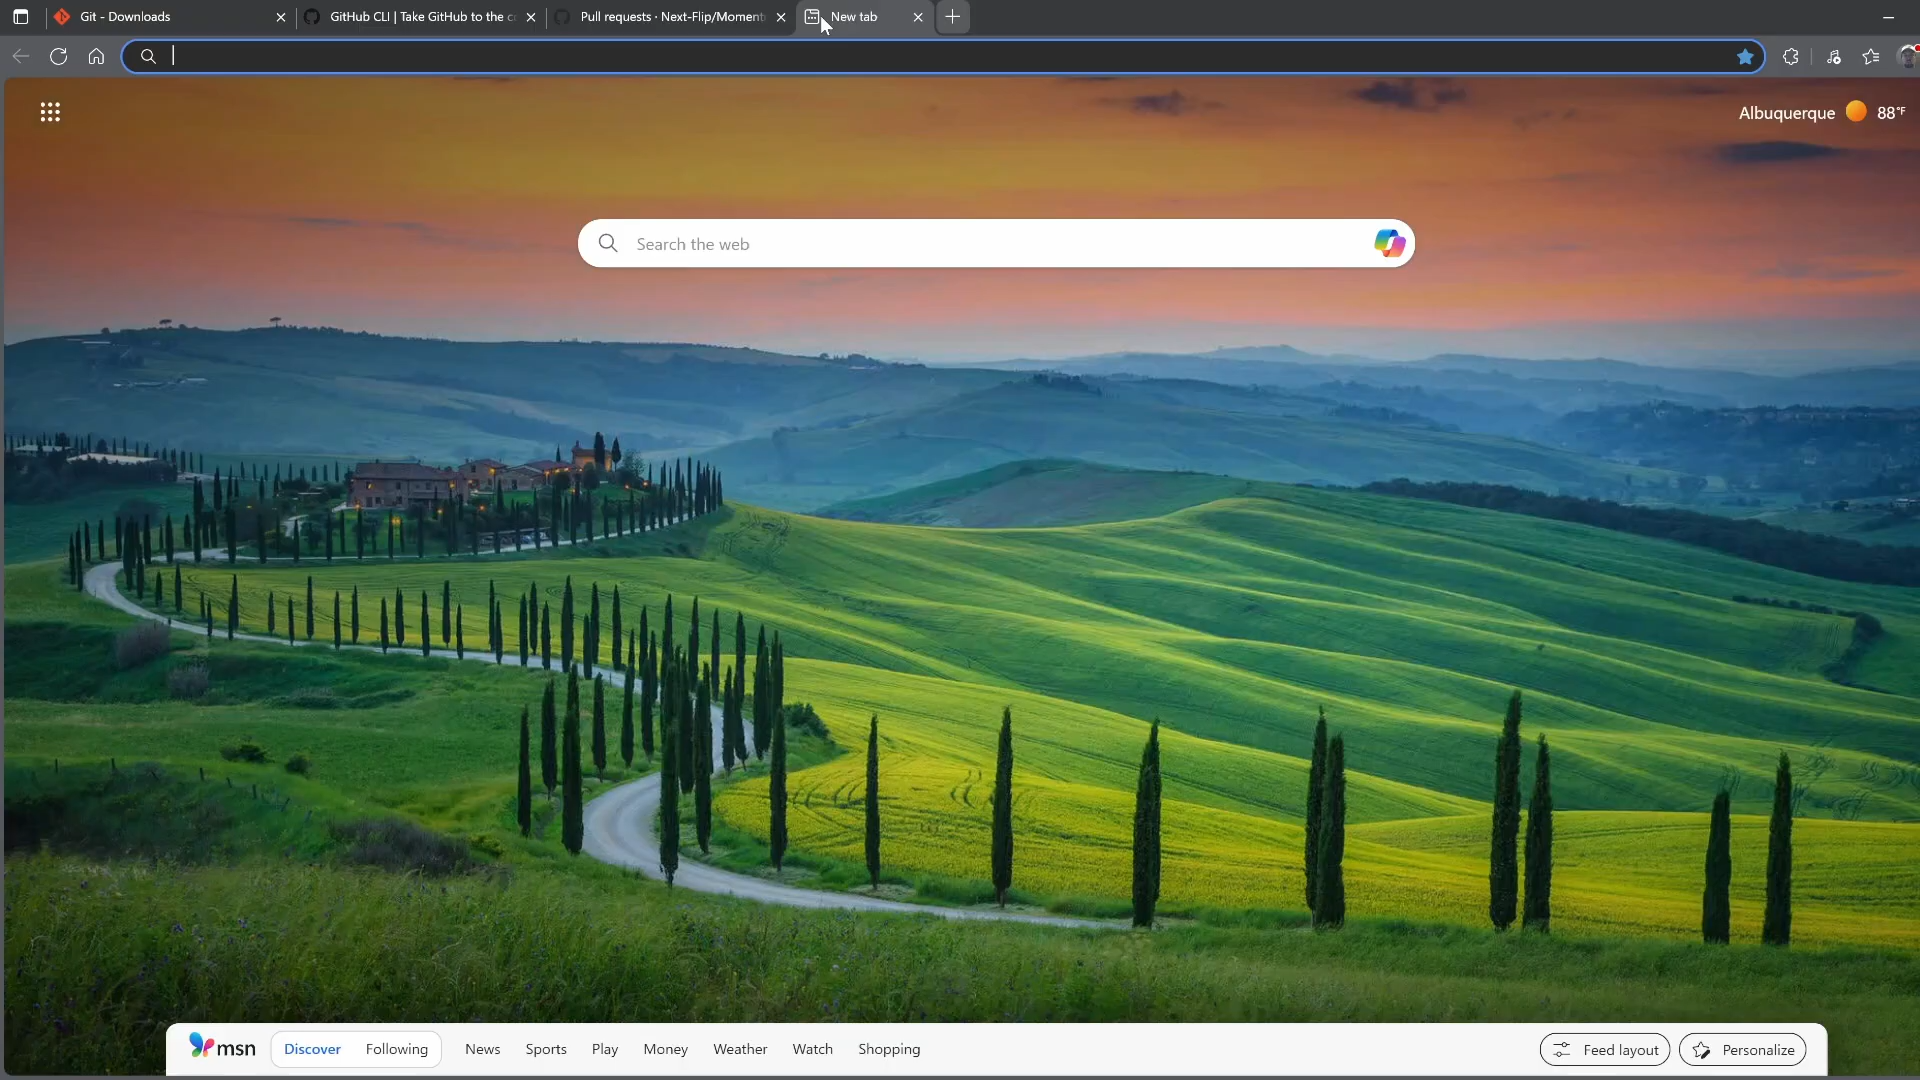 Git - Downloads
GitHub CLI | Take GitHub to the c
Pull requests · Next-Flip/Moment
New tab
Albuquerque 88°F
Search the web
msn
Discover
Following
News
Sports
Play
Money
Weather
Watch
Shopping
Feed layout
Personalize